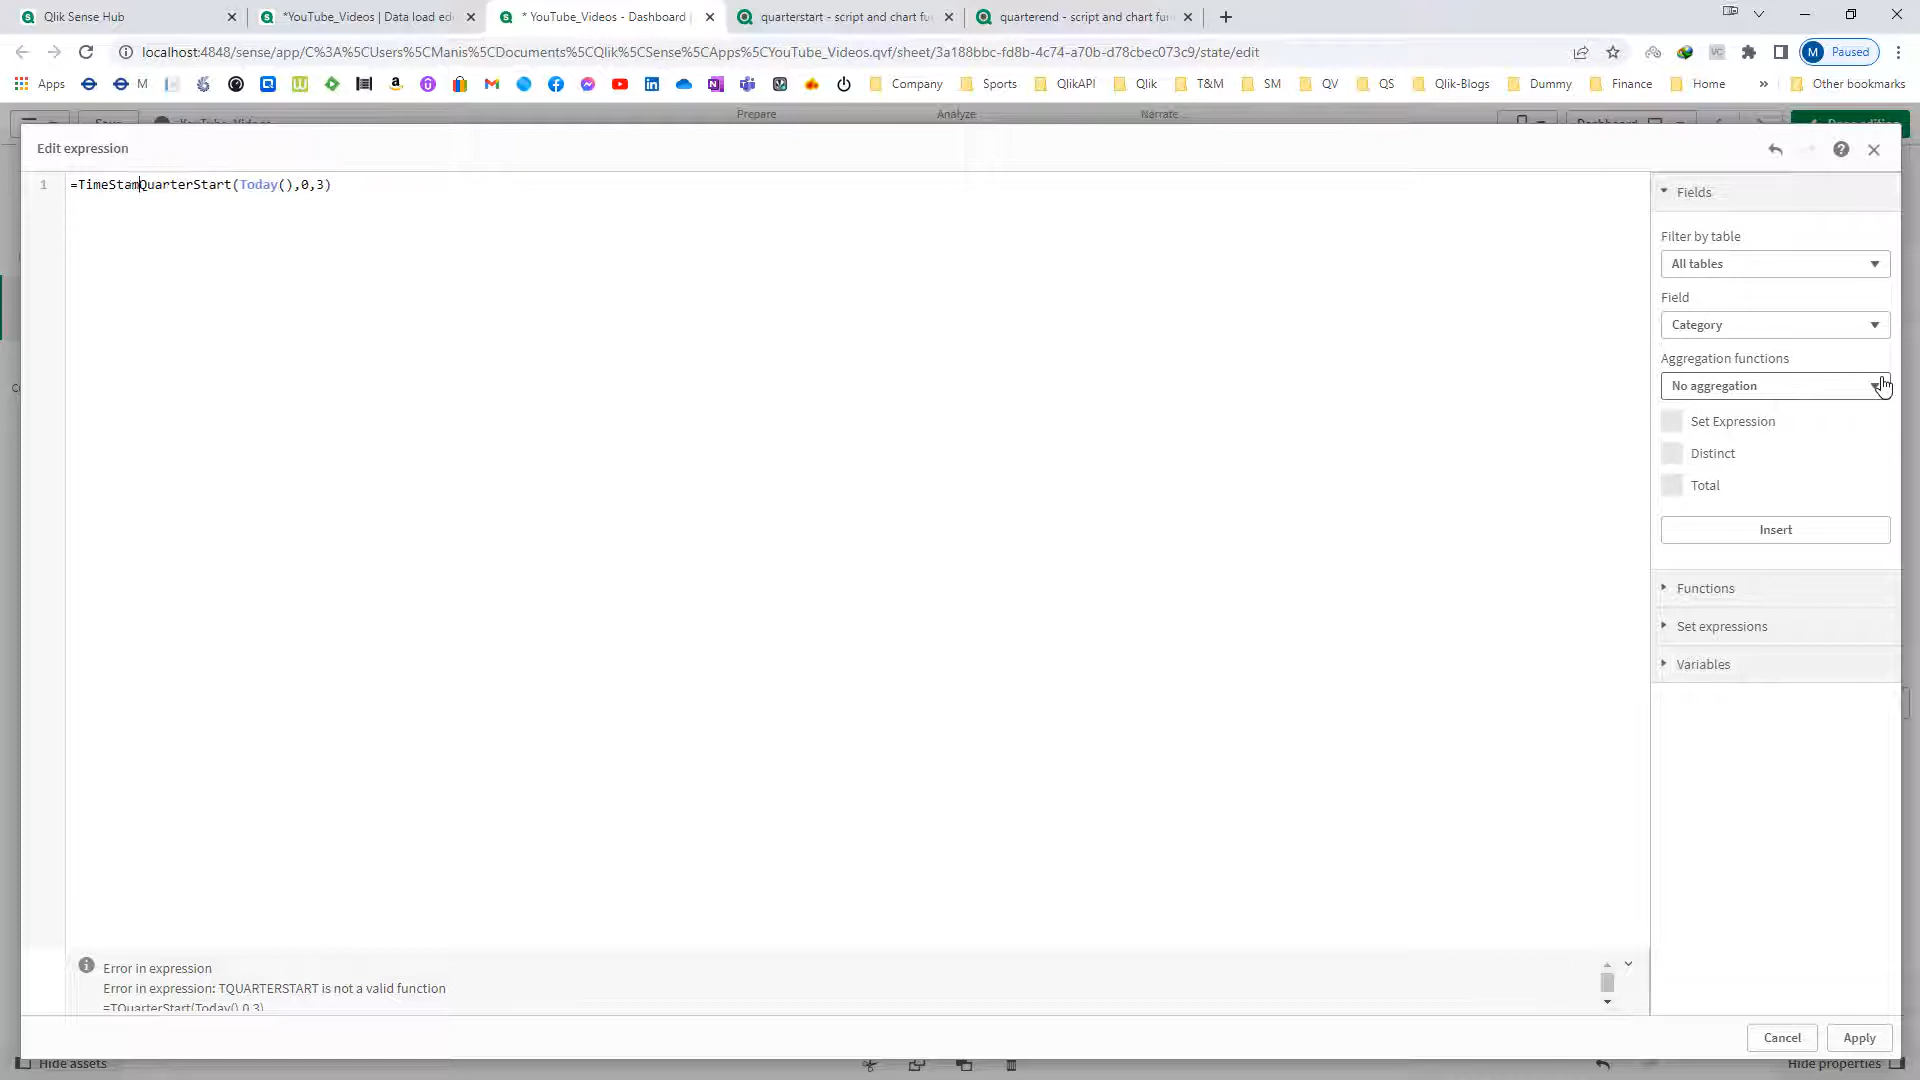 Qlik Sense Hub
*YouTube_Videos | Data load ed
* YouTube_Videos - Dashboard
quarterstart - script and chart fu
quarterend - script and chart fun
localhost:4848/sense/app/C%3A%5CUsers%5CManis%5CDocuments%5CQlik%5CSense%5CApps%5CYouTube_Videos.qvf/sheet/3a188bbc-fd8b-4c74-a70b-d78cbec073c9/state/edit
M Paused
Apps
M
Company
Sports
QlikAPI
Qlik
T&M
SM
QV
QS
Qlik-Blogs
Dummy
Finance
Home
Other bookmarks
Prepare
Analyze
Narrate
Edit expression
1 =TimeStamQuarterStart(Today(),0,3)
Fields
Filter by table
All tables
Field
Category
Aggregation functions
No aggregation
Set Expression
Distinct
Total
Insert
Functions
Set expressions
Variables
Error in expression
Error in expression: TQUARTERSTART is not a valid function
=TQuarterStart(Today(),0,3)
Cancel
Apply
Hide assets
Hide properties